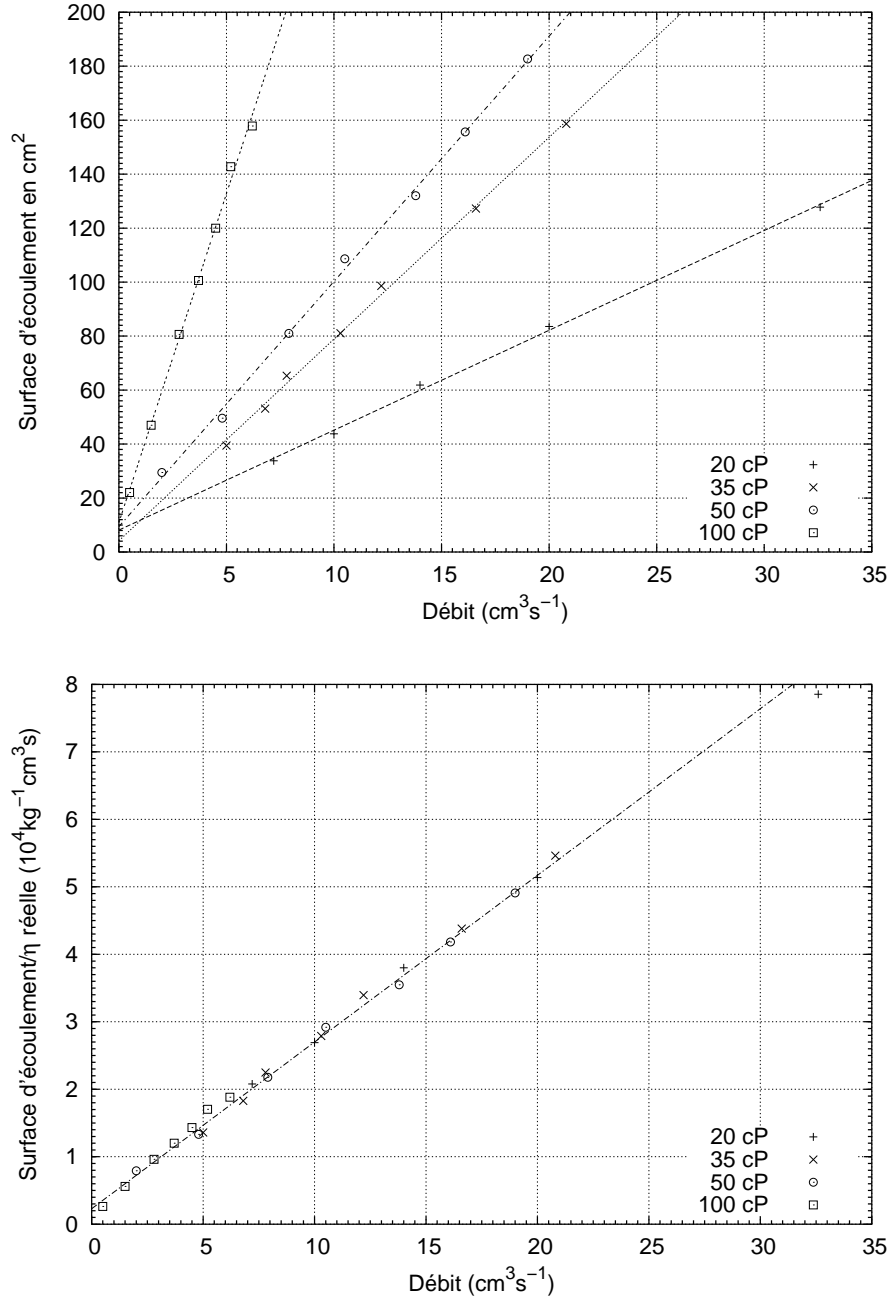 200
180
160
140
120
100
80
60
40
20
0
Surface d'écoulement en cm²
20 cP
35 cP
50 cP
100 cP
0 5 10 15 20 25 30 35
Débit (cm³s⁻¹)
8
7
6
5
4
3
2
1
0
Surface d'écoulement/η réelle (10⁴kg⁻¹cm³s)
20 cP
35 cP
50 cP
100 cP
0 5 10 15 20 25 30 35
Débit (cm³s⁻¹)